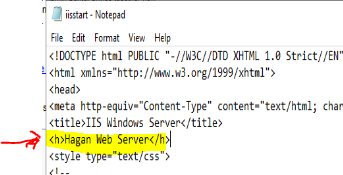 iisstart - Notepad
File Edit Format View Help
<!DOCTYPE html PUBLIC "-//W3C//DTD XHTML 1.0 Strict//EN"
<html xmlns="http://www.w3.org/1999/xhtml">
<head>
<meta http-equiv="Content-Type" content="text/html; char
<title>IIS Windows Server</title>
<h>Hagan Web Server</h>
<style type="text/css">
<!--